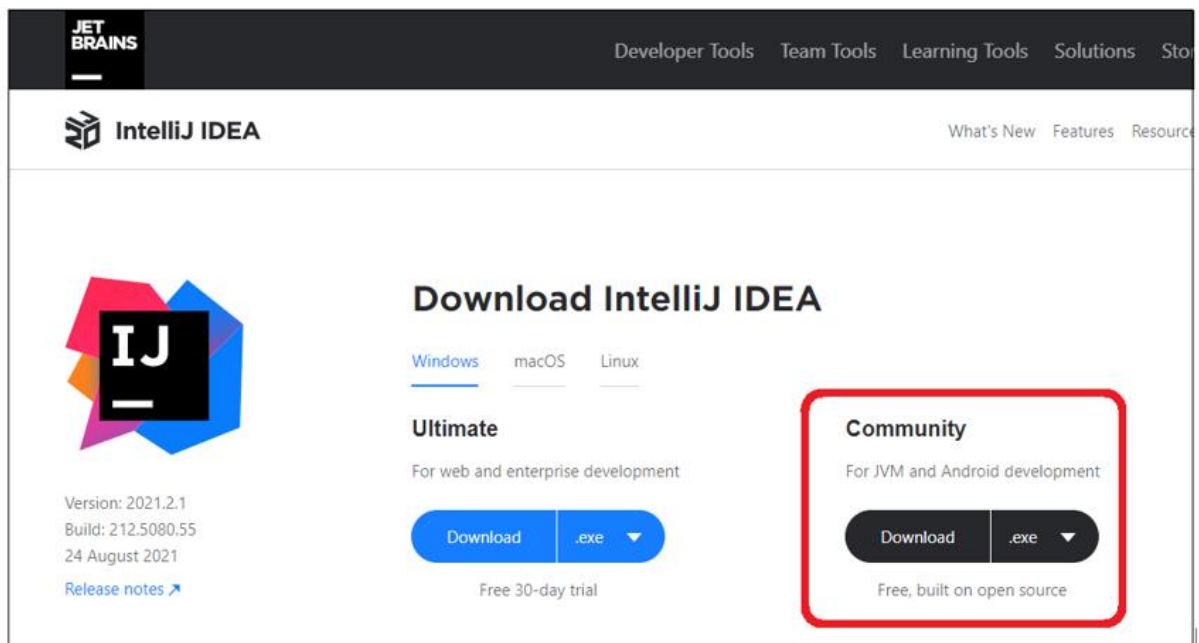 JET
BRAINS
Developer Tools Team Tools Learning Tools Solutions
IntelliJ IDEA
What's New Features
IJ
Download IntelliJ IDEA
Windows macOS Linux
Ultimate
Community
For web and enterprise development
For JVM and Android development
Download .exe
Download .exe
Free 30-day trial
Free, built on open source
Version: 2021.2.1
Build: 212.5080.55
24 August 2021
Release notes ↗